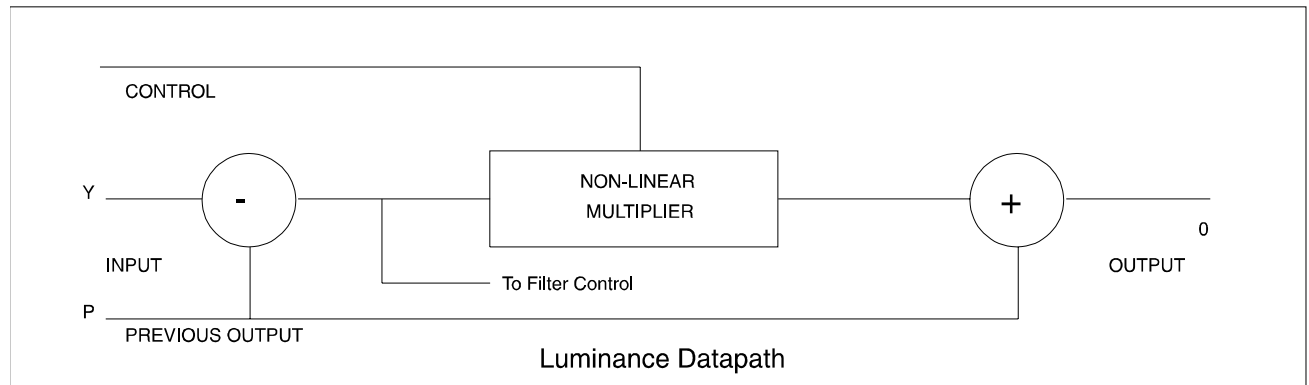 CONTROL
Y
-
NON-LINEAR
MULTIPLIER
+
0
INPUT
To Filter Control
OUTPUT
P
PREVIOUS OUTPUT
Luminance Datapath